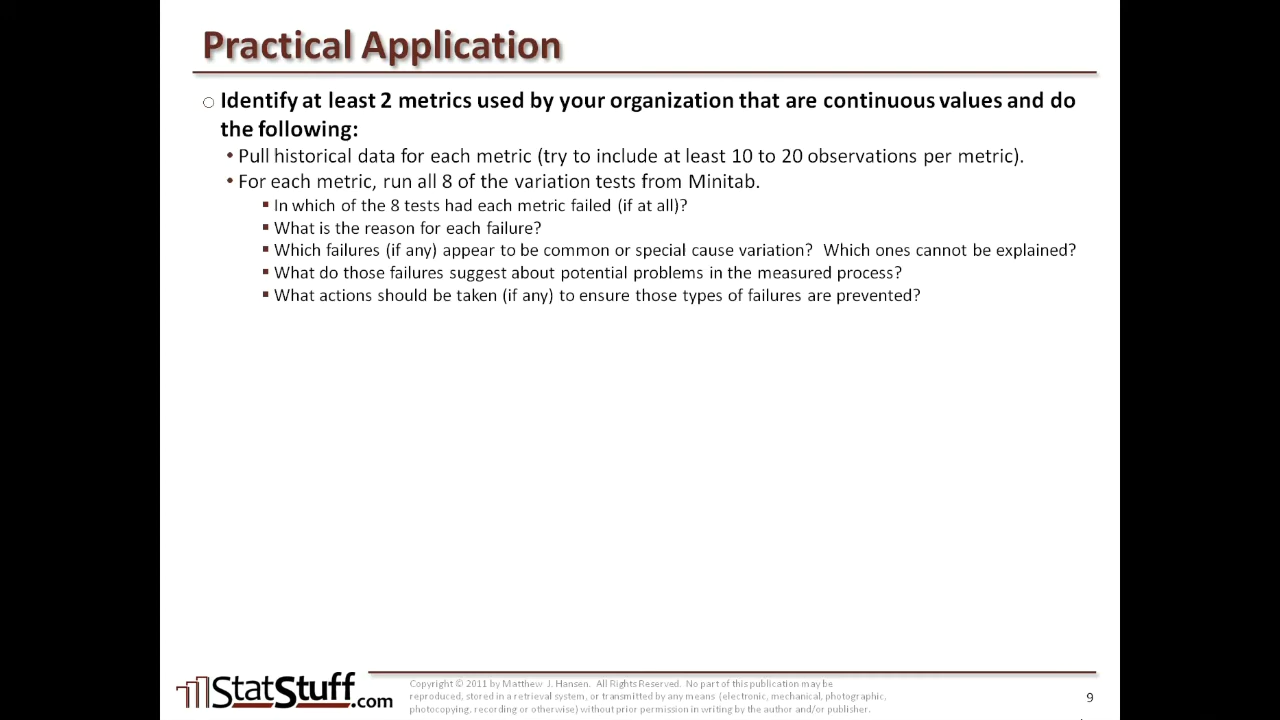 Practical Application
○ Identify at least 2 metrics used by your organization that are continuous values and do
the following:
• Pull historical data for each metric (try to include at least 10 to 20 observations per metric).
• For each metric, run all 8 of the variation tests from Minitab.
▪ In which of the 8 tests had each metric failed (if at all)?
▪ What is the reason for each failure?
▪ Which failures (if any) appear to be common or special cause variation?  Which ones cannot be explained?
▪ What do those failures suggest about potential problems in the measured process?
▪ What actions should be taken (if any) to ensure those types of failures are prevented?
StatStuff.com
Copyright © 2011 by Matthew J. Hansen. All Rights Reserved. No part of this publication may be
reproduced, stored in a retrieval system, or transmitted by any means (electronic, mechanical, photographic,
photocopying, recording or otherwise) without prior permission in writing by the author and/or publisher.
9